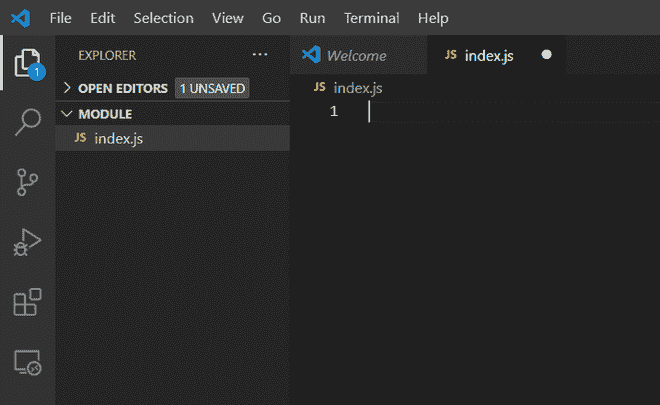 File Edit Selection View Go Run Terminal Help
EXPLORER ...
1
OPEN EDITORS 1 UNSAVED
MODULE
JS index.js
Welcome JS index.js
JS index.js
1